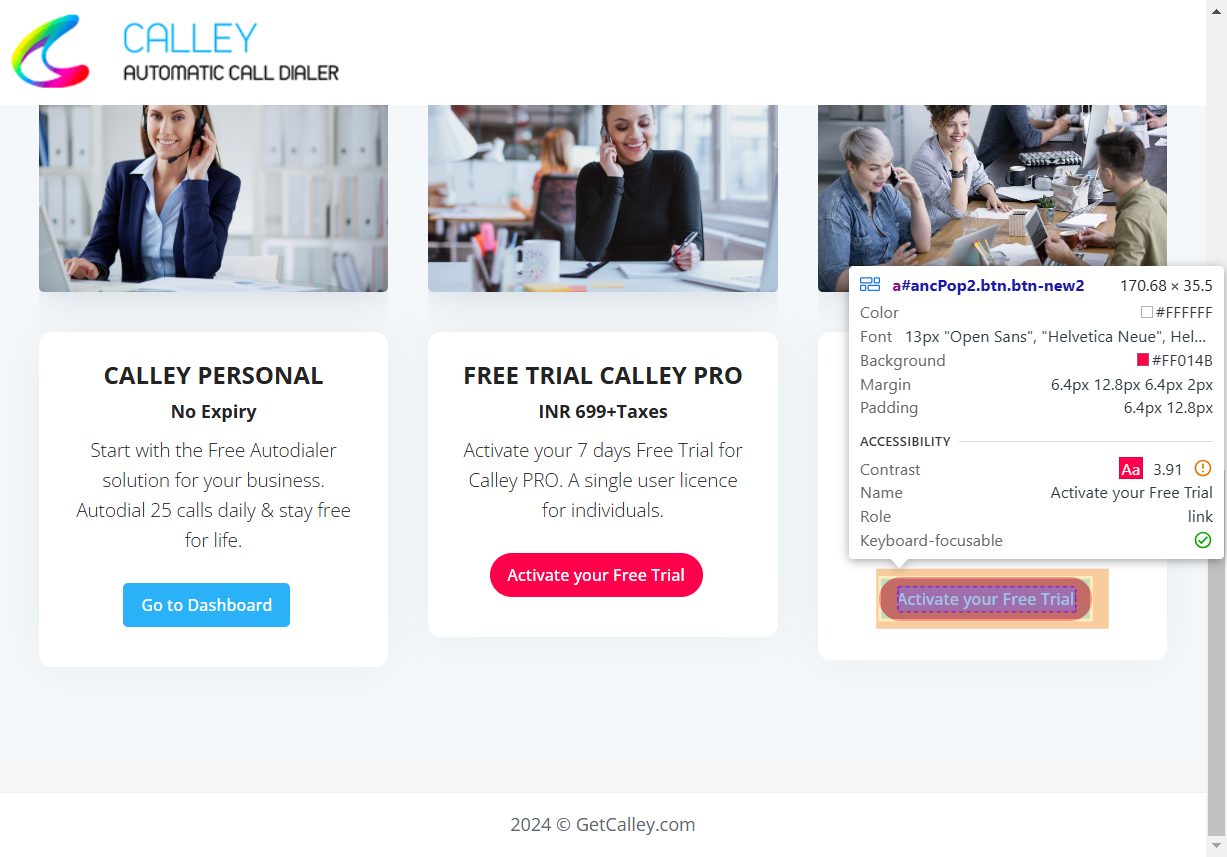 CALLEY
AUTOMATIC CALL DIALER
CALLEY PERSONAL
No Expiry
Start with the Free Autodialer
solution for your business.
Autodial 25 calls daily & stay free
for life.
Go to Dashboard
FREE TRIAL CALLEY PRO
INR 699+Taxes
Activate your 7 days Free Trial for
Calley PRO. A single user licence
for individuals.
Activate your Free Trial
a#ancPop2.btn.btn-new2 170.68 × 35.5
Color #FFFFFF
Font 13px "Open Sans", "Helvetica Neue", Hel...
Background #FF014B
Margin 6.4px 12.8px 6.4px 2px
Padding 6.4px 12.8px
ACCESSIBILITY
Contrast Aa 3.91
Name Activate your Free Trial
Role link
Keyboard-focusable
Activate your Free Trial
2024 © GetCalley.com